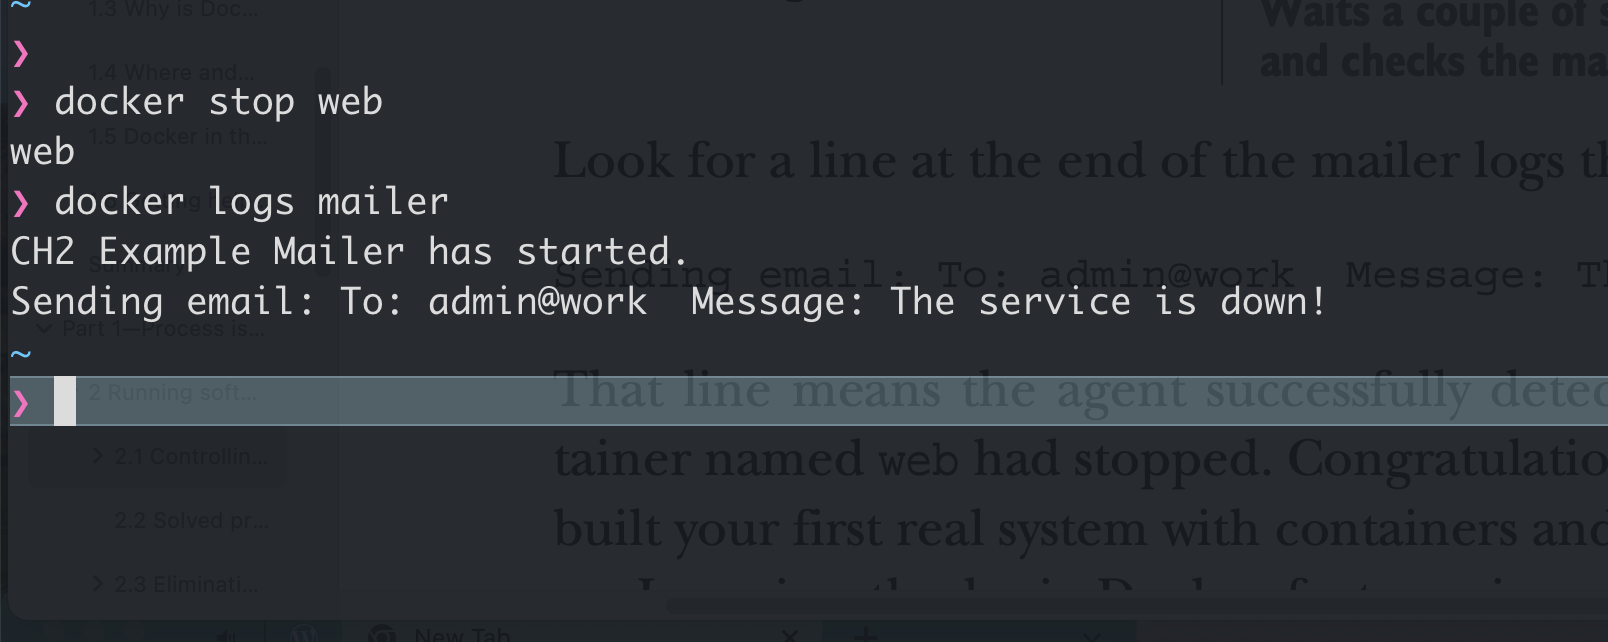 ~
❯
❯ docker stop web
web
❯ docker logs mailer
CH2 Example Mailer has started.
Sending email: To: admin@work  Message: The service is down!
~
❯
1.3 Why is Doc...
1.4 Where and...
1.5 Docker in th...
Summary
Part 1—Process is...
2 Running soft...
2.1 Controllin...
2.2 Solved pr...
2.3 Eliminati...
Waits a couple of s
and checks the ma
Look for a line at the end of the mailer logs th
Sending email: To: admin@work  Message: Th
That line means the agent successfully detec
tainer named web had stopped. Congratulatio
built your first real system with containers and
New Tab